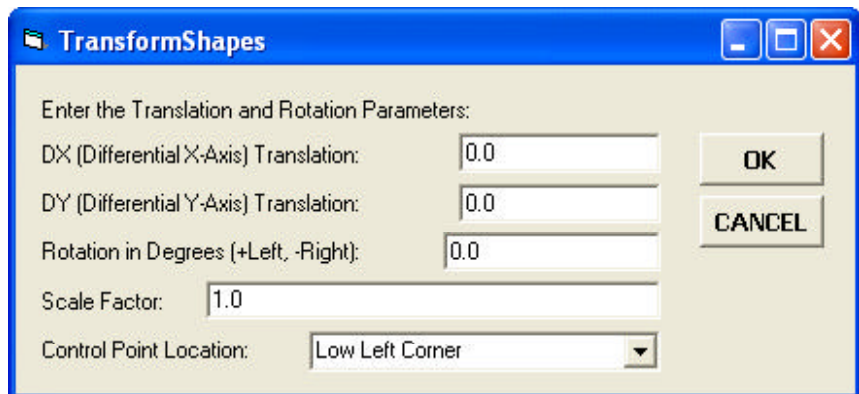 TransformShapes
Enter the Translation and Rotation Parameters:
DX (Differential X-Axis) Translation: 0.0
OK
DY (Differential Y-Axis) Translation: 0.0
CANCEL
Rotation in Degrees (+Left, -Right): 0.0
Scale Factor: 1.0
Control Point Location: Low Left Corner